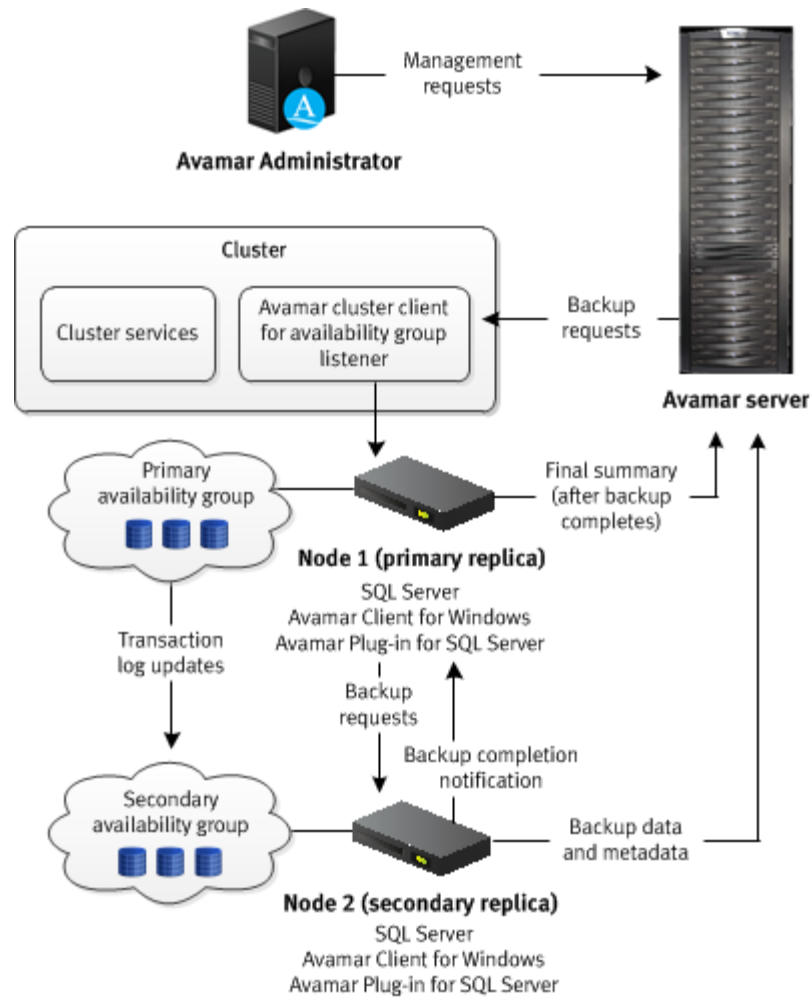 Management
requests
A
Avamar Administrator
Cluster
Cluster services
Avamar cluster client
for availability group
listener
Backup
requests
Avamar server
Primary
availability group
Final summary
(after backup
completes)
Node 1 (primary replica)
SQL Server
Avamar Client for Windows
Avamar Plug-in for SQL Server
Transaction
log updates
Backup
requests
Backup completion
notification
Secondary
availability group
Backup data
and metadata
Node 2 (secondary replica)
SQL Server
Avamar Client for Windows
Avamar Plug-in for SQL Server